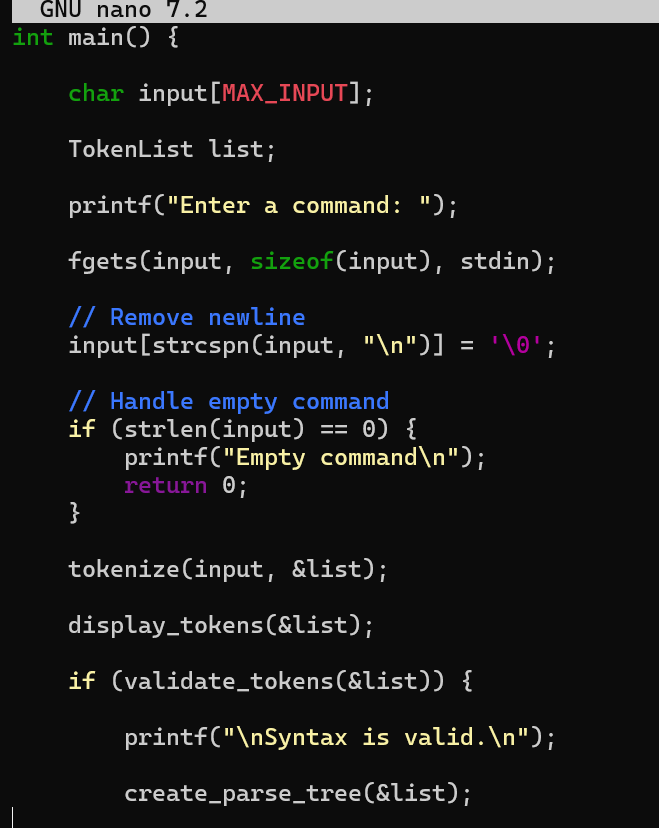 GNU nano 7.2
int main() {
char input[MAX_INPUT];
TokenList list;
printf("Enter a command: ");
fgets(input, sizeof(input), stdin);
// Remove newline
input[strcspn(input, "\n")] = '\0';
// Handle empty command
if (strlen(input) == 0) {
printf("Empty command\n");
return 0;
}
tokenize(input, &list);
display_tokens(&list);
if (validate_tokens(&list)) {
printf("\nSyntax is valid.\n");
create_parse_tree(&list);